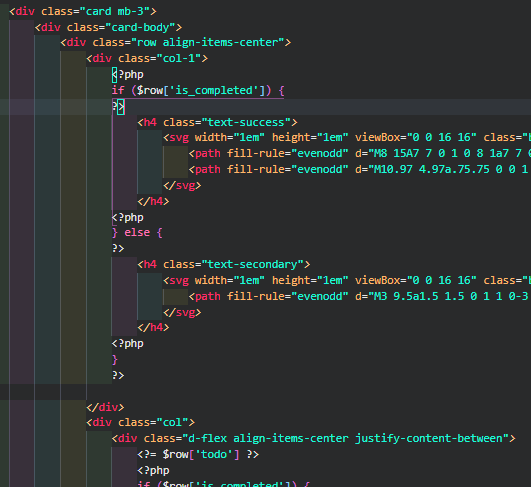 <div class="card mb-3">
<div class="card-body">
<div class="row align-items-center">
<div class="col-1">
<?php
if ($row['is_completed']) {
?>
<h4 class="text-success">
<svg width="1em" height="1em" viewBox="0 0 16 16" class="
<path fill-rule="evenodd" d="M8 15A7 7 0 1 0 8 1a7 7
<path fill-rule="evenodd" d="M10.97 4.97a.75.75 0 0 1
</svg>
</h4>
<?php
} else {
?>
<h4 class="text-secondary">
<svg width="1em" height="1em" viewBox="0 0 16 16" class="
<path fill-rule="evenodd" d="M3 9.5a1.5 1.5 0 1 1 0-3
</svg>
</h4>
<?php
}
?>
</div>
<div class="col">
<div class="d-flex align-items-center justify-content-between">
<?= $row['todo'] ?>
<?php
if ($row['is_completed']) {